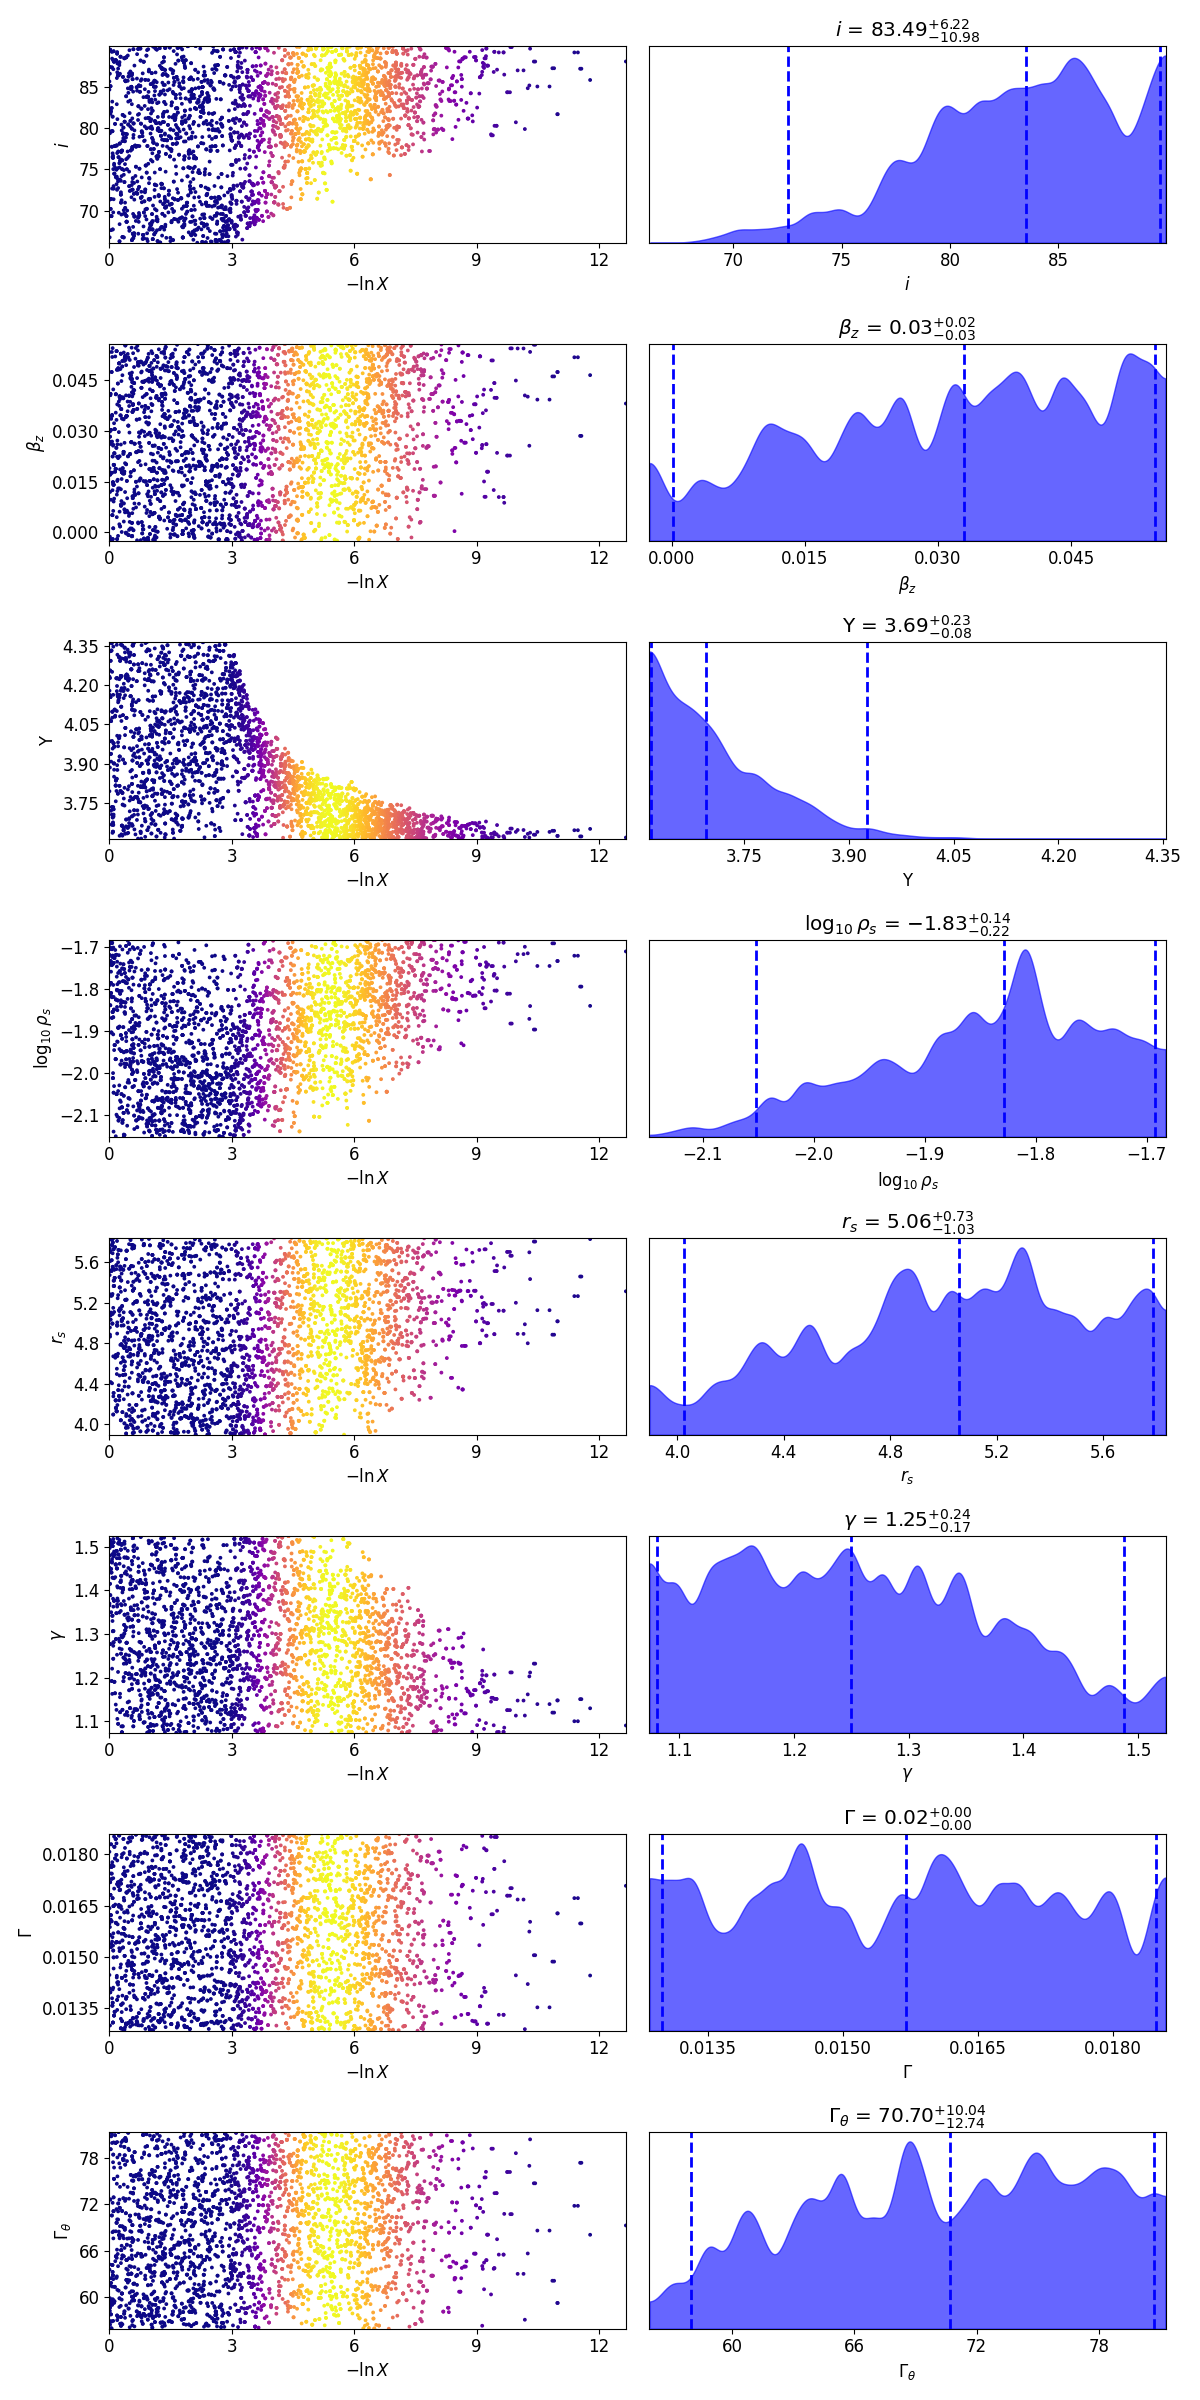 i = 83.49 +6.22 −10.98
85
80
75
70
i
0 3 6 9 12
−ln X
70 75 80 85
i
β_z = 0.03 +0.02 −0.03
0.045
0.030
0.015
0.000
β_z
0 3 6 9 12
−ln X
0.000 0.015 0.030 0.045
β_z
Υ = 3.69 +0.23 −0.08
4.35
4.20
4.05
3.90
3.75
Υ
0 3 6 9 12
−ln X
3.75 3.90 4.05 4.20 4.35
Υ
log₁₀ ρ_s = −1.83 +0.14 −0.22
−1.7
−1.8
−1.9
−2.0
−2.1
log₁₀ ρ_s
0 3 6 9 12
−ln X
−2.1 −2.0 −1.9 −1.8 −1.7
log₁₀ ρ_s
r_s = 5.06 +0.73 −1.03
5.6
5.2
4.8
4.4
4.0
r_s
0 3 6 9 12
−ln X
4.0 4.4 4.8 5.2 5.6
r_s
γ = 1.25 +0.24 −0.17
1.5
1.4
1.3
1.2
1.1
γ
0 3 6 9 12
−ln X
1.1 1.2 1.3 1.4 1.5
γ
Γ = 0.02 +0.00 −0.00
0.0180
0.0165
0.0150
0.0135
Γ
0 3 6 9 12
−ln X
0.0135 0.0150 0.0165 0.0180
Γ
Γ_θ = 70.70 +10.04 −12.74
78
72
66
60
Γ_θ
0 3 6 9 12
−ln X
60 66 72 78
Γ_θ